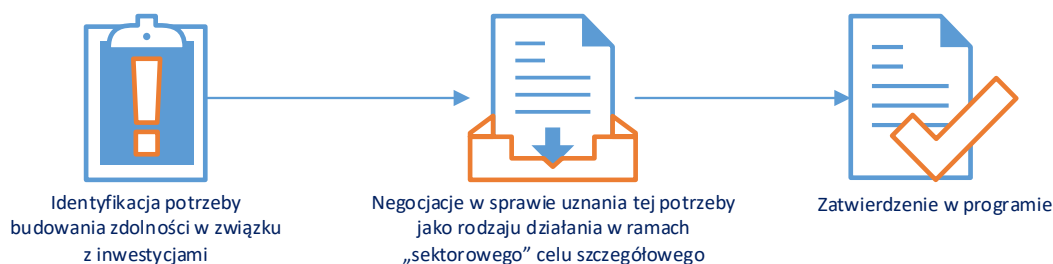 Identyfikacja potrzeby
budowania zdolności w związku
z inwestycjami
Negocjacje w sprawie uznania tej potrzeby
jako rodzaju działania w ramach
„sektorowego” celu szczegółowego
Zatwierdzenie w programie